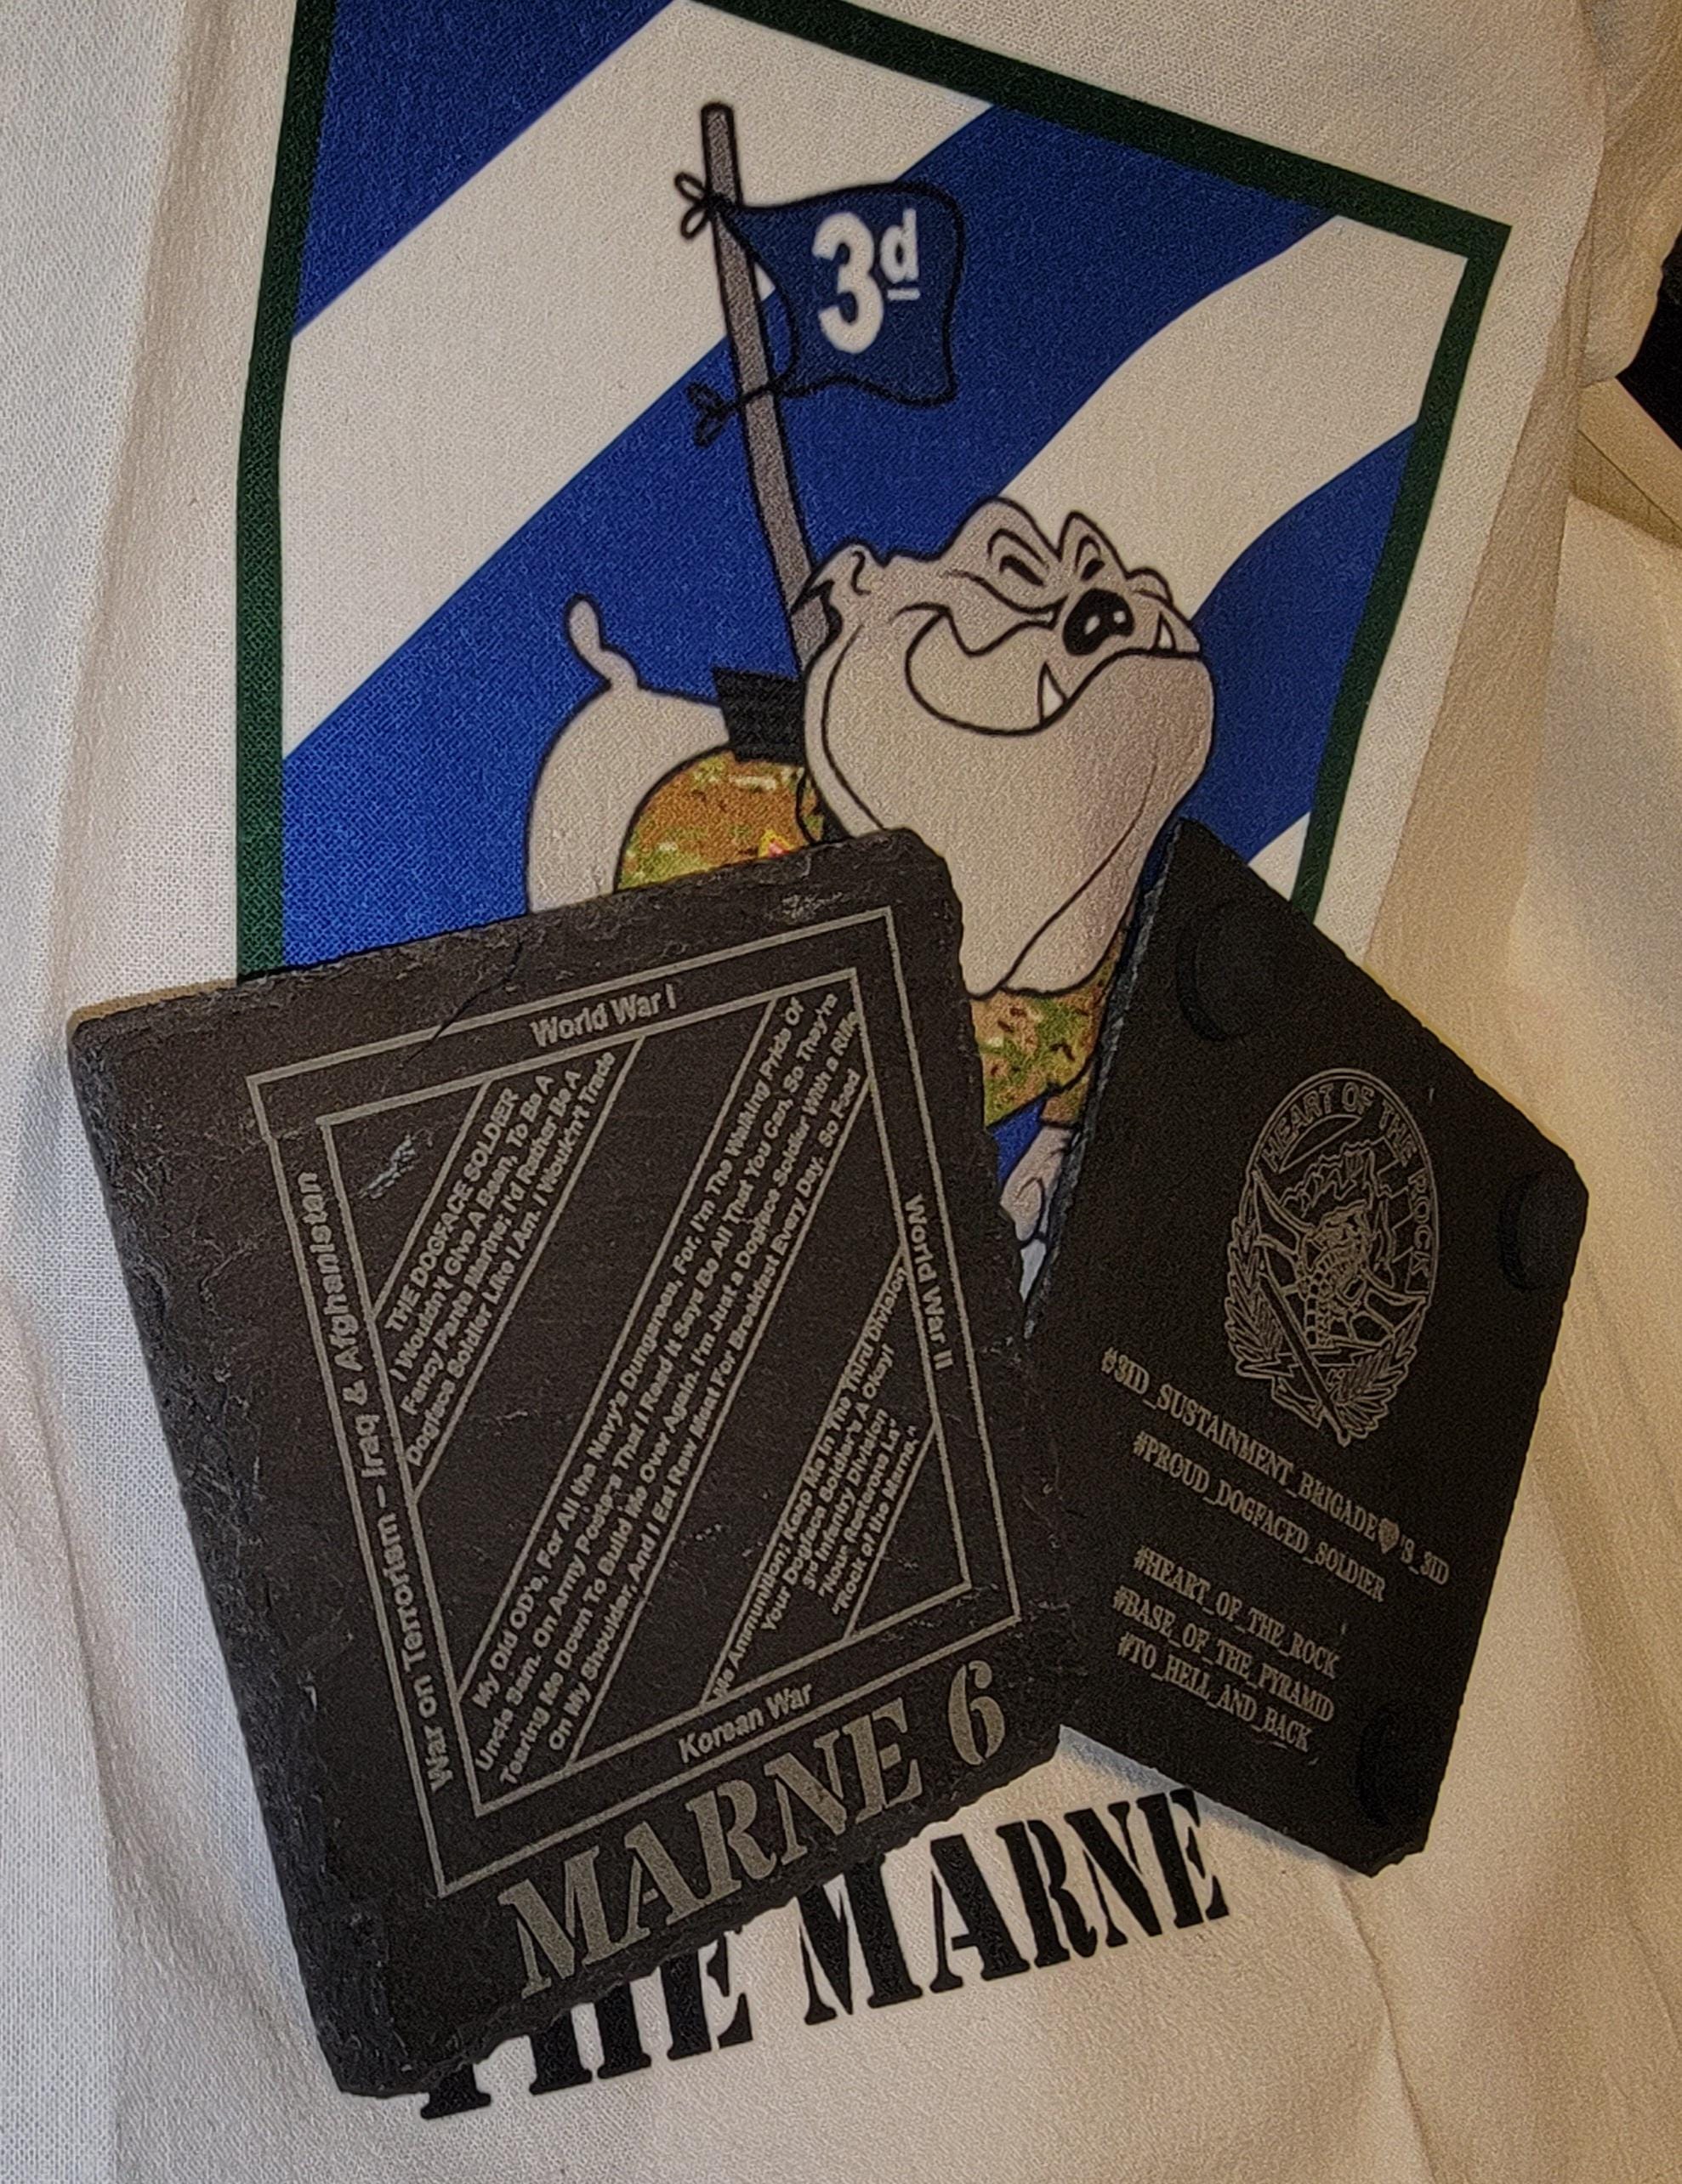 3d
World War I
THE DOGFACE SOLDIER
I Wouldn't Give A Bean, To Be A
Fancy Pants Marine; I'd Rather Be A
Dogface Soldier Like I Am. I Wouldn't Trade
My Old OD's, For All the Navy's Dungarees. For, I'm The Walking Pride Of
Uncle Sam. On Army Posters That I Read It Says Be All That You Can, So They're
Tearing Me Down To Build Me Over Again. I'm Just a Dogface Soldier With a Rifle
On My Shoulder, And I Eat Raw Meat For Breakfast Every Day. So Feed
Me Ammunition; Keep Me In The Third Division
Your Dogface Soldier's, A Okay!
3rd Infantry Division
"Nous Resterons La"
"Rock of the Marne."
World War II
Korean War
War on Terrorism - Iraq & Afghanistan
MARNE 6
HEART OF THE ROCK
#3ID_SUSTAINMENT_BRIGADE🖤'S_3ID
#PROUD_DOGFACED_SOLDIER
#HEART_OF_THE_ROCK
#BASE_OF_THE_PYRAMID
#TO_HELL_AND_BACK
THE MARNE